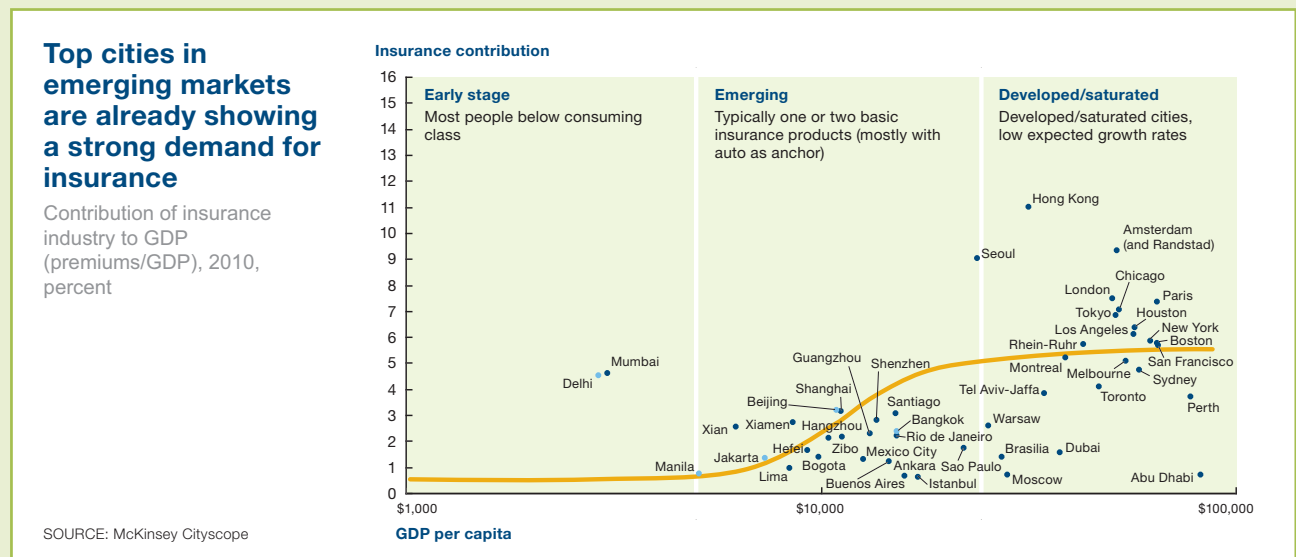 Top cities in
emerging markets
are already showing
a strong demand for
insurance
Contribution of insurance
industry to GDP
(premiums/GDP), 2010,
percent
Insurance contribution
16
15
14
13
12
11
10
9
8
7
6
5
4
3
2
1
0
Early stage
Most people below consuming
class
Emerging
Typically one or two basic
insurance products (mostly with
auto as anchor)
Developed/saturated
Developed/saturated cities,
low expected growth rates
Hong Kong
Amsterdam
(and Randstad)
Seoul
Chicago
London
Paris
Tokyo
Houston
Los Angeles
New York
Boston
Rhein-Ruhr
San Francisco
Montreal
Melbourne
Sydney
Mumbai
Delhi
Guangzhou
Shenzhen
Shanghai
Tel Aviv-Jaffa
Toronto
Perth
Beijing
Santiago
Xian
Xiamen
Hangzhou
Bangkok
Warsaw
Rio de Janeiro
Hefei
Zibo
Mexico City
Brasilia
Dubai
Jakarta
Manila
Lima
Bogota
Ankara
Sao Paulo
Buenos Aires
Istanbul
Moscow
Abu Dhabi
$1,000
$10,000
$100,000
GDP per capita
SOURCE: McKinsey Cityscope